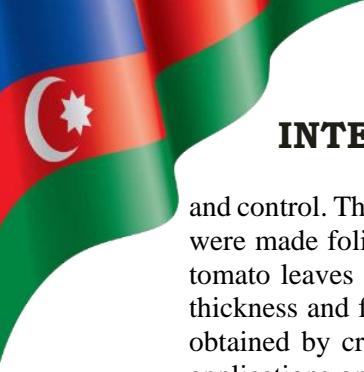 INTE
and control. Th
were made foli
tomato leaves
thickness and f
obtained by cr